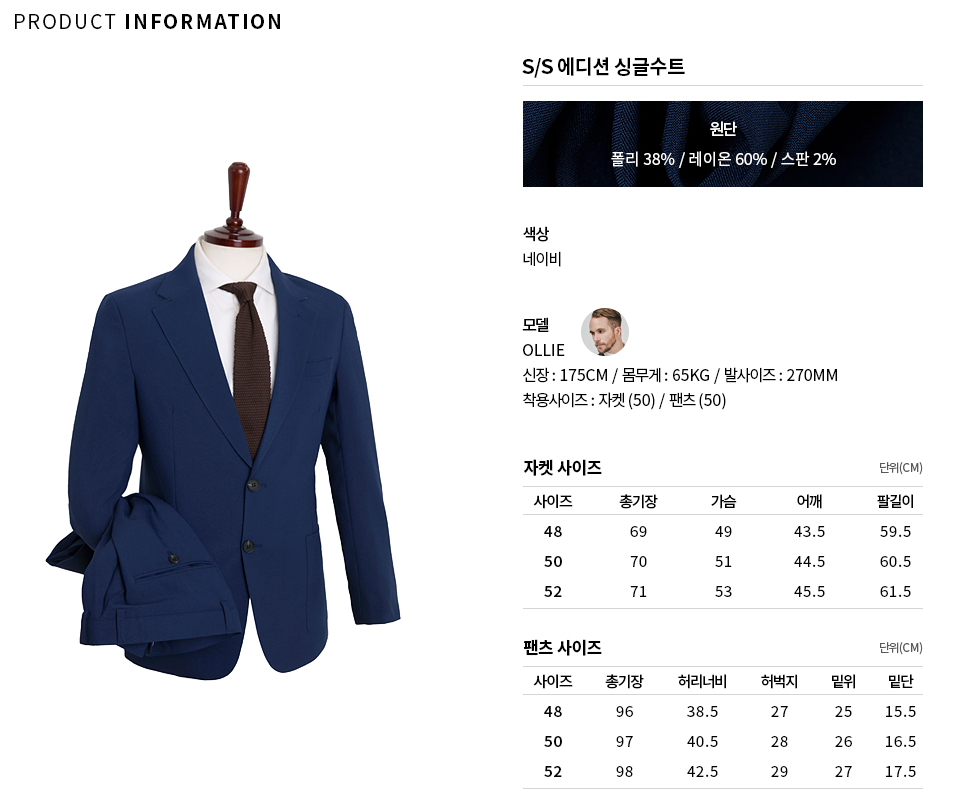 PRODUCT INFORMATION
S/S 에디션 싱글수트
원단
폴리 38% / 레이온 60% / 스판 2%
색상
네이비
모델
OLLIE
신장 : 175CM / 몸무게 : 65KG / 발사이즈 : 270MM
착용사이즈 : 자켓 (50) / 팬츠 (50)
자켓 사이즈 단위(CM)
사이즈 총기장 가슴 어깨 팔길이
48 69 49 43.5 59.5
50 70 51 44.5 60.5
52 71 53 45.5 61.5
팬츠 사이즈 단위(CM)
사이즈 총기장 허리너비 허벅지 밑위 밑단
48 96 38.5 27 25 15.5
50 97 40.5 28 26 16.5
52 98 42.5 29 27 17.5